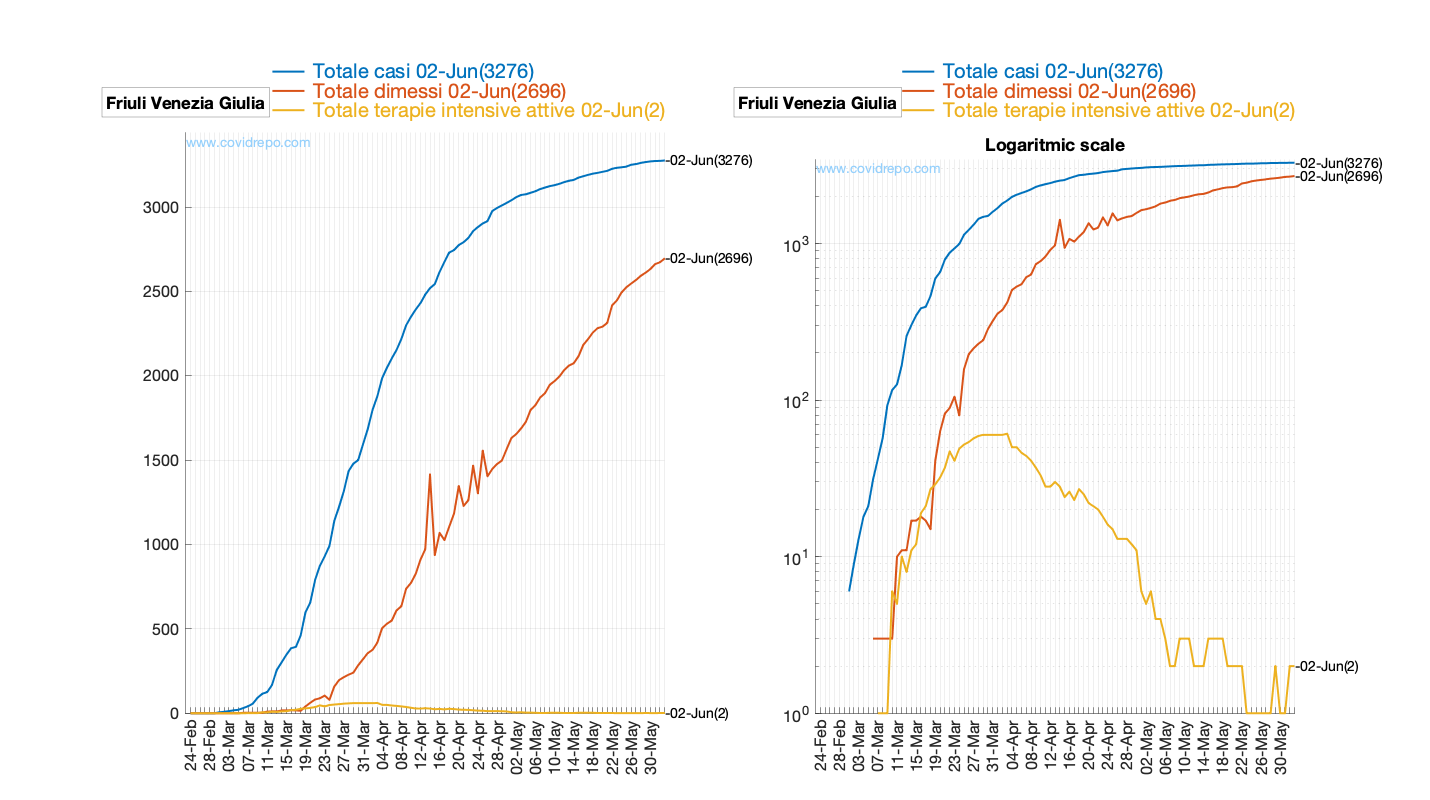 Totale casi 02-Jun(3276)
Totale dimessi 02-Jun(2696)
Totale terapie intensive attive 02-Jun(2)
Friuli Venezia Giulia
www.covidrepo.com
3000
2500
2000
1500
1000
500
0
-02-Jun(3276)
-02-Jun(2696)
-02-Jun(2)
24-Feb
28-Feb
03-Mar
07-Mar
11-Mar
15-Mar
19-Mar
23-Mar
27-Mar
31-Mar
04-Apr
08-Apr
12-Apr
16-Apr
20-Apr
24-Apr
28-Apr
02-May
06-May
10-May
14-May
18-May
22-May
26-May
30-May
Totale casi 02-Jun(3276)
Totale dimessi 02-Jun(2696)
Totale terapie intensive attive 02-Jun(2)
Friuli Venezia Giulia
Logaritmic scale
www.covidrepo.com
10^3
10^2
10^1
10^0
-02-Jun(3276)
-02-Jun(2696)
-02-Jun(2)
24-Feb
28-Feb
03-Mar
07-Mar
11-Mar
15-Mar
19-Mar
23-Mar
27-Mar
31-Mar
04-Apr
08-Apr
12-Apr
16-Apr
20-Apr
24-Apr
28-Apr
02-May
06-May
10-May
14-May
18-May
22-May
26-May
30-May